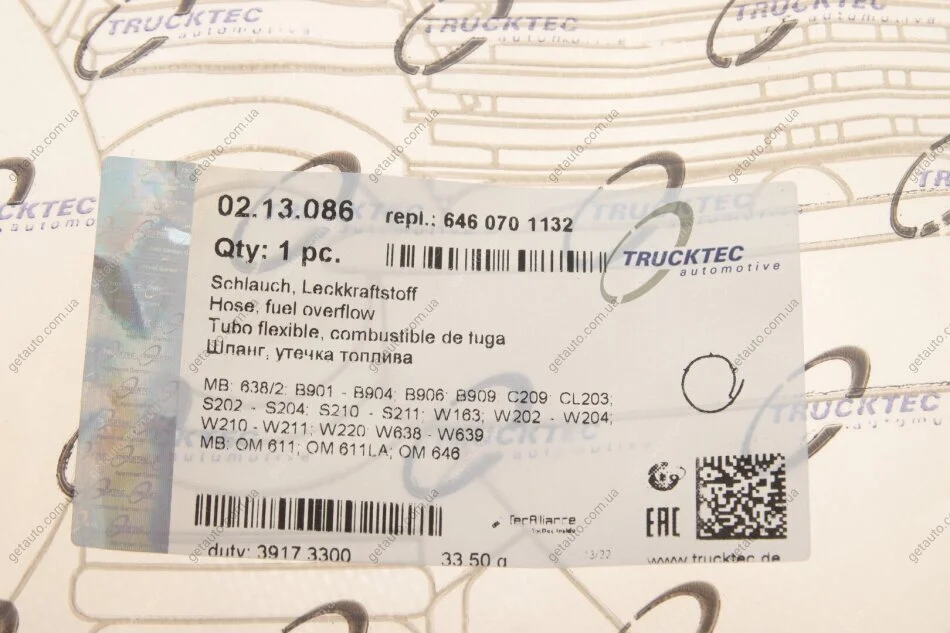 02.13.086 repl.: 646 070 1132
Qty: 1 pc.
TRUCKTEC
automotive
Schlauch, Leckkraftstoff
Hose, fuel overflow
Tubo flexible, combustible de fuga
Шланг, утечка топлива
MB: 638/2; B901 - B904; B906; B909 C209 CL203;
S202 - S204; S210 - S211; W163; W202 - W204;
W210 - W211; W220 W638 - W639
MB: OM 611; OM 611LA; OM 646
TecAlliance
TecDoc Inside
EAC
duty: 3917 3300 33.50 g 13/22 www.trucktec.de
TRUCKTEC
automotive
getauto.com.ua